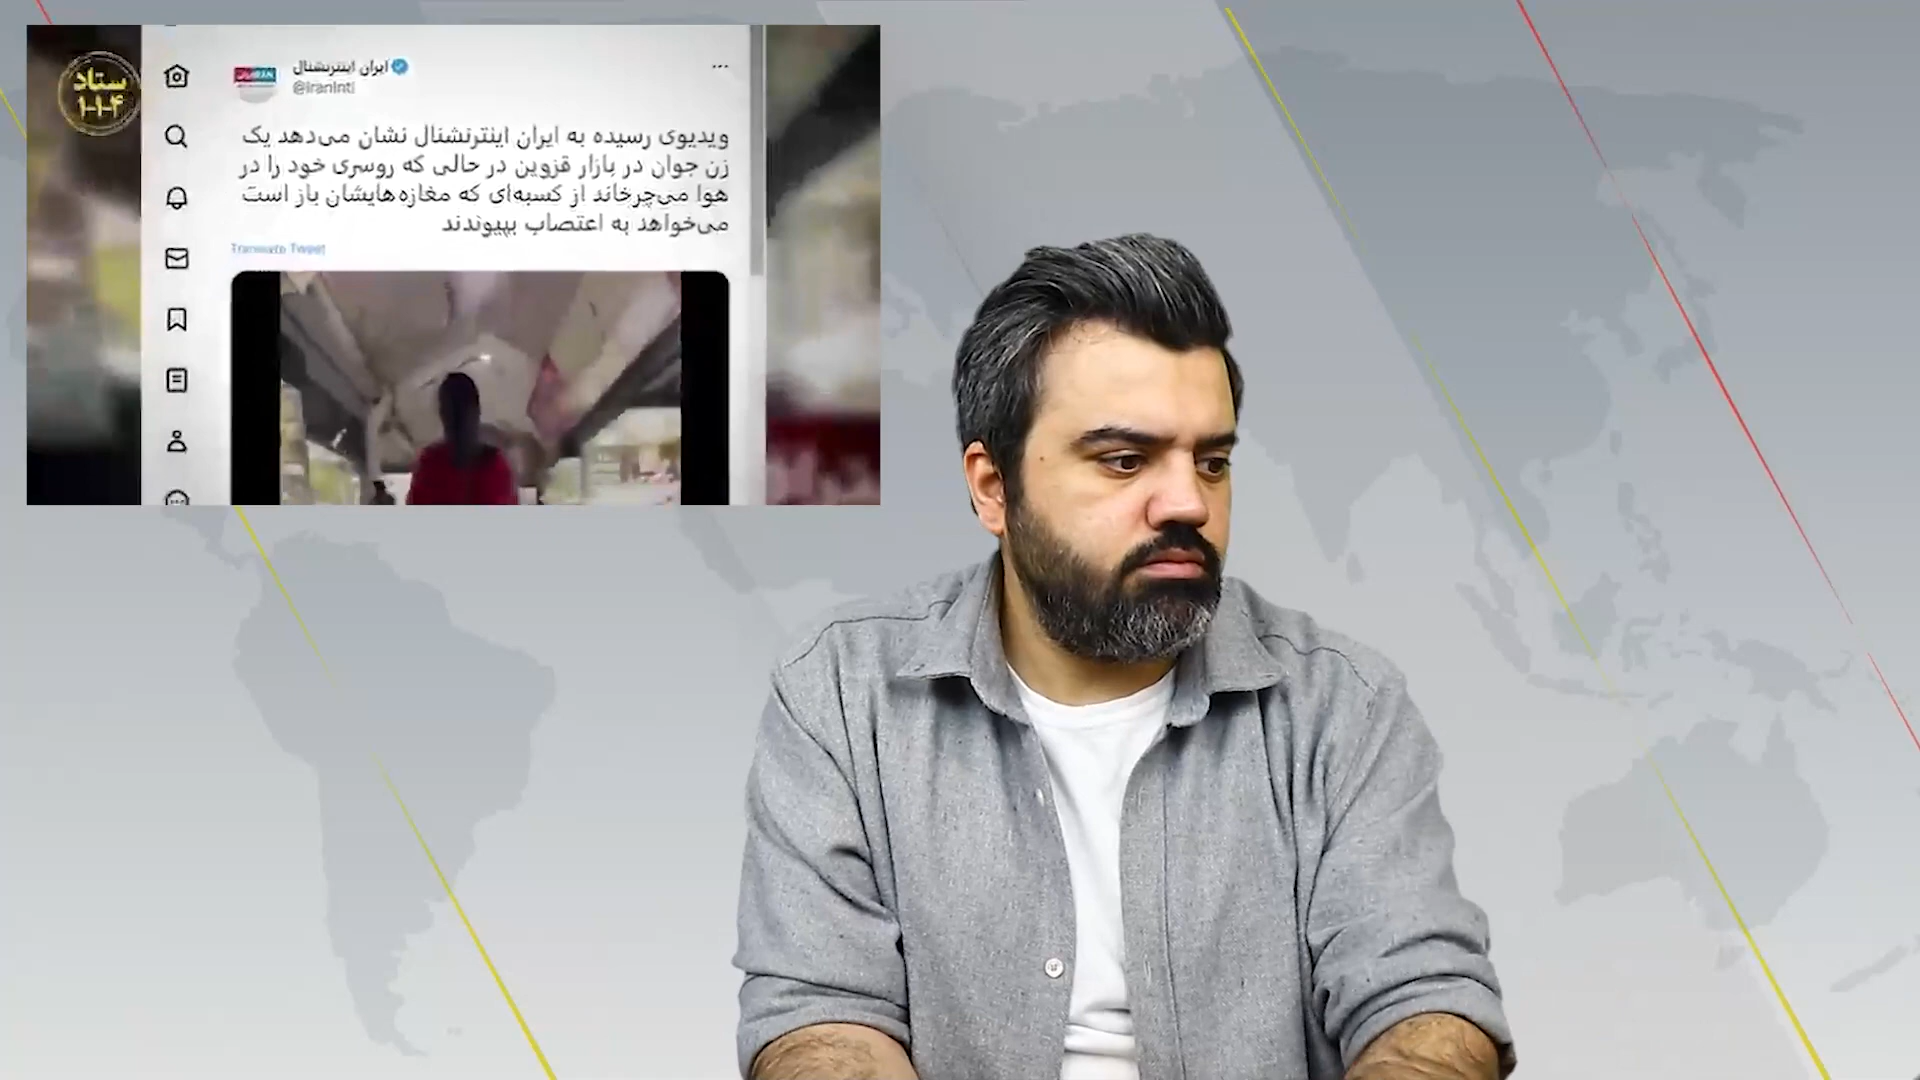 ستاد
۱-۱-۴
ایران اینترنشنال
@IranIntl
ویدیوی رسیده به ایران اینترنشنال نشان می‌دهد یک
زن جوان در بازار قزوین در حالی که روسری خود را در
هوا می‌چرخاند از کسبه‌ای که مغازه‌هایشان باز است
می‌خواهد به اعتصاب بپیوندند
Translate Tweet